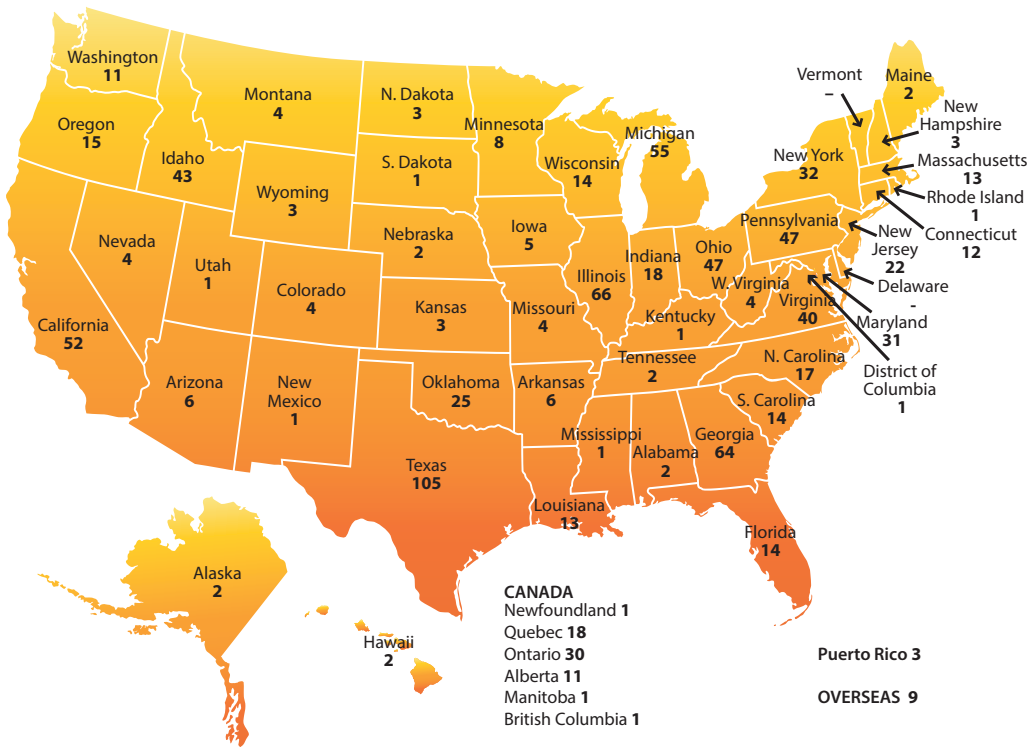 Washington
11
Oregon
15
Idaho
43
Montana
4
Wyoming
3
Nevada
4
Utah
1
Colorado
4
California
52
Arizona
6
New
Mexico
1
N. Dakota
3
S. Dakota
1
Nebraska
2
Kansas
3
Oklahoma
25
Texas
105
Minnesota
8
Iowa
5
Missouri
4
Arkansas
6
Louisiana
13
Wisconsin
14
Illinois
66
Michigan
55
Indiana
18
Ohio
47
Kentucky
1
Tennessee
2
Mississippi
1
Alabama
2
Georgia
64
Florida
14
S. Carolina
14
N. Carolina
17
Virginia
40
W. Virginia
4
Pennsylvania
47
New York
32
Vermont
–
Maine
2
New
Hampshire
3
Massachusetts
13
Rhode Island
1
Connecticut
12
New
Jersey
22
Delaware
-
Maryland
31
District of
Columbia
1
Alaska
2
Hawaii
2
CANADA
Newfoundland 1
Quebec 18
Ontario 30
Alberta 11
Manitoba 1
British Columbia 1
Puerto Rico 3
OVERSEAS 9